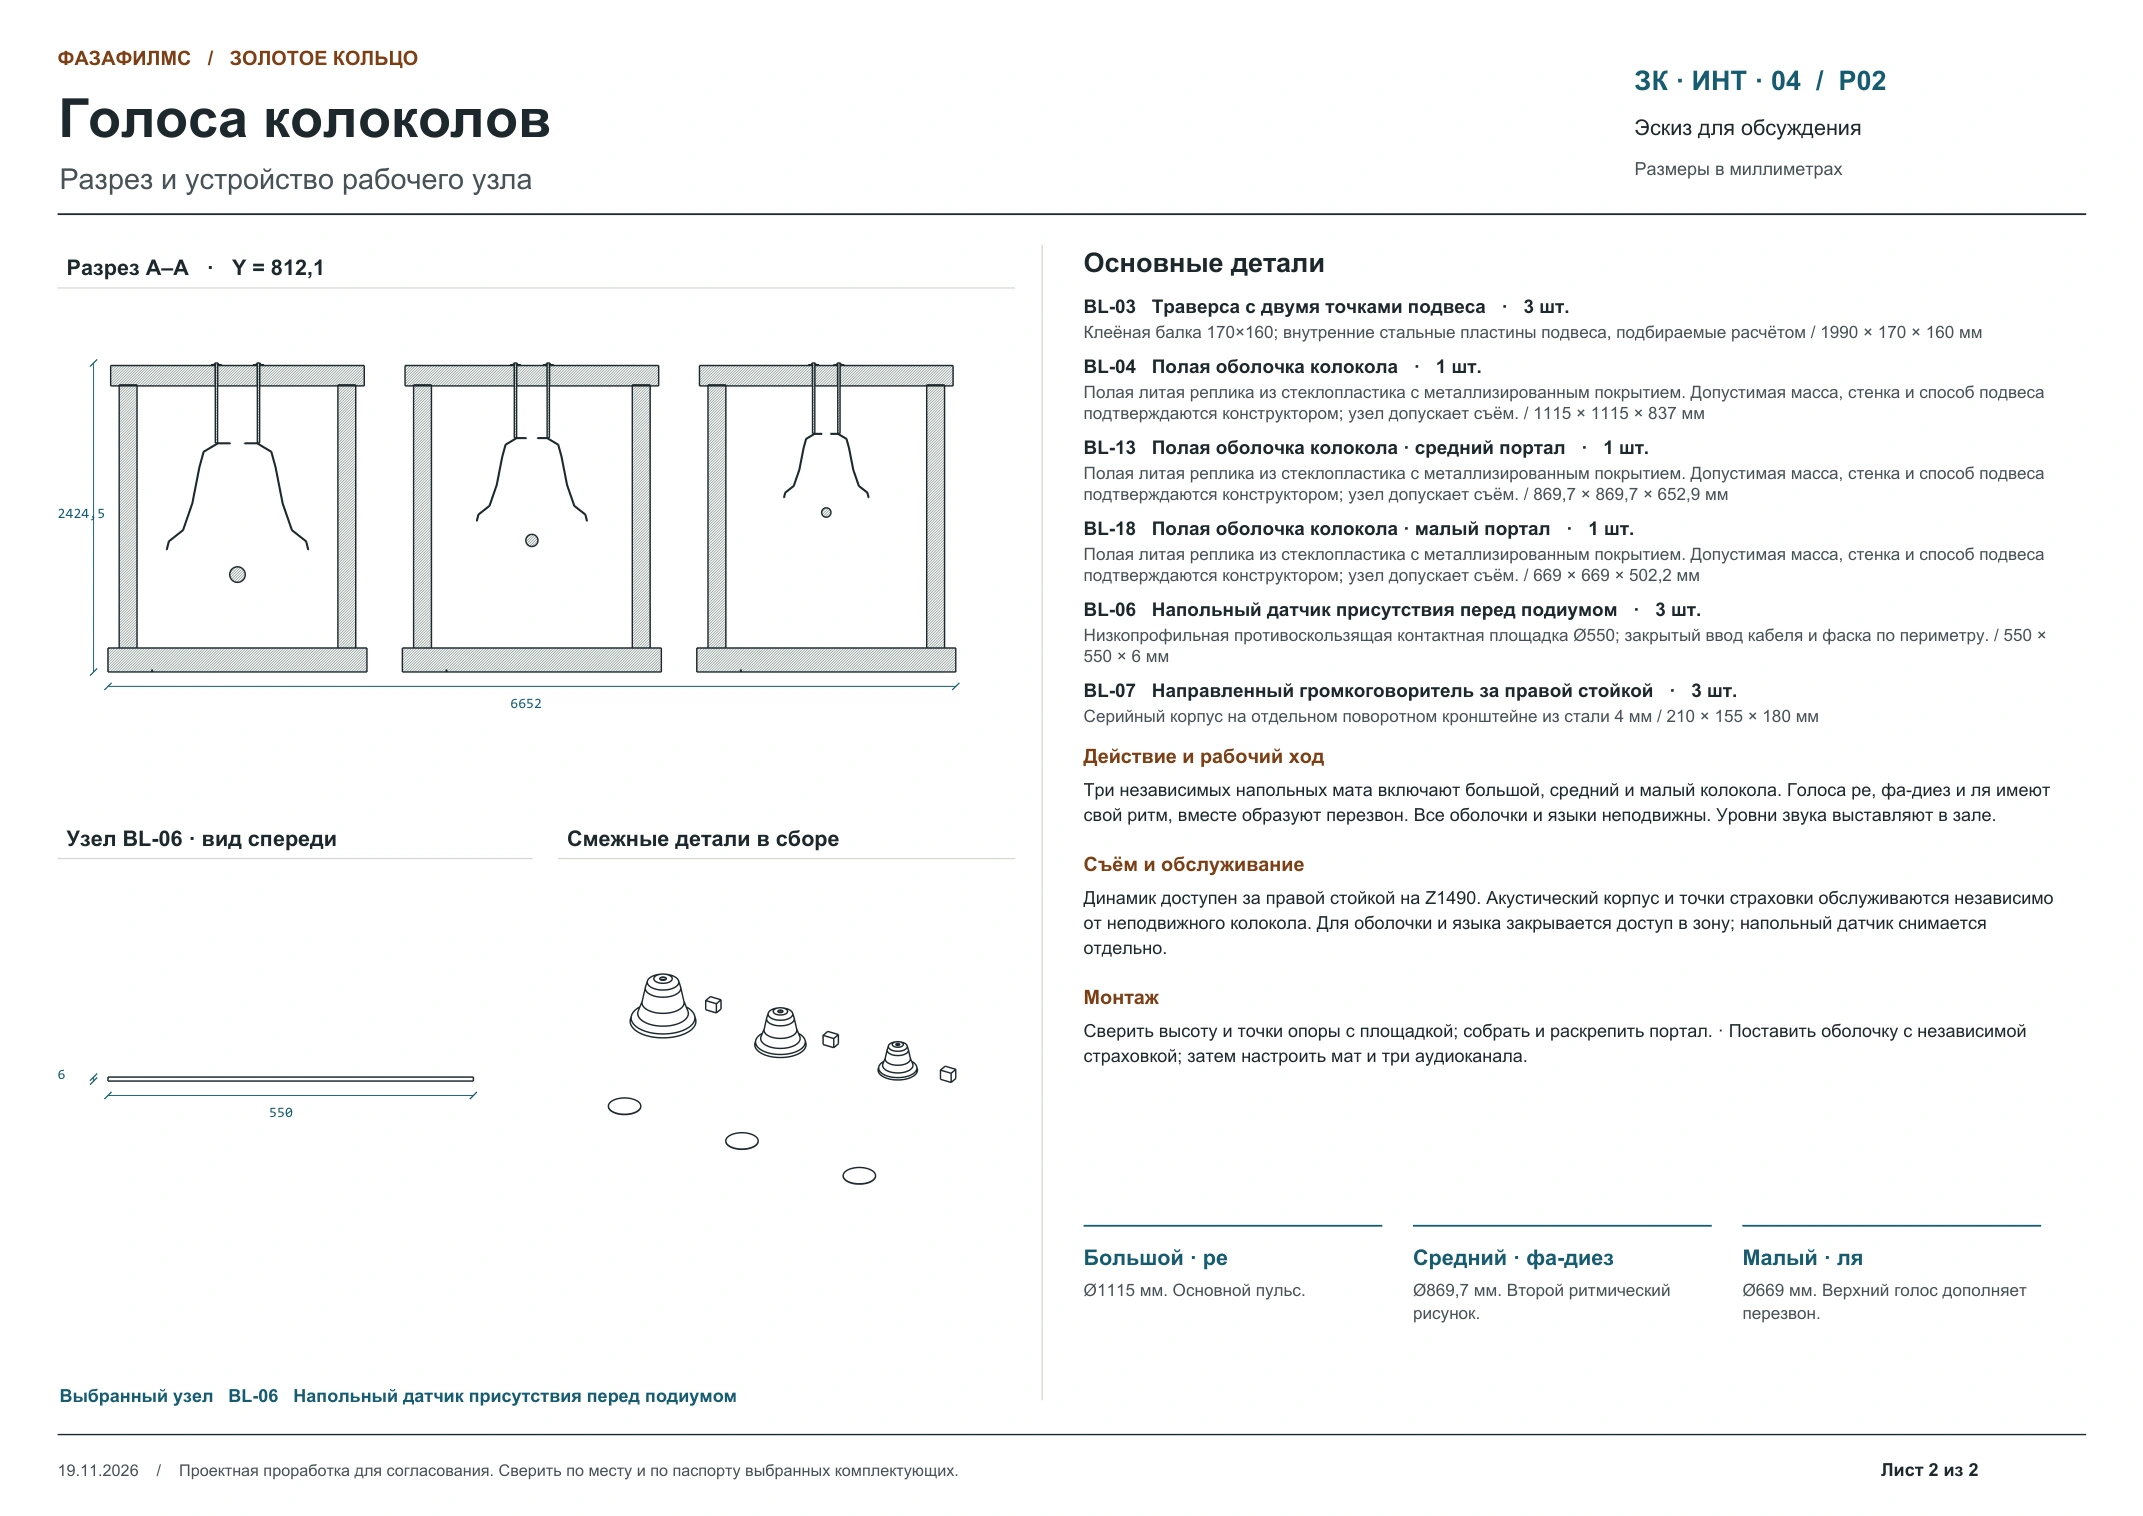 ФАЗАФИЛМС / ЗОЛОТОЕ КОЛЬЦО
Голоса колоколов
Разрез и устройство рабочего узла
ЗК · ИНТ · 04 / Р02
Эскиз для обсуждения
Размеры в миллиметрах
Разрез А–А · Y = 812,1
2424,5
6652
Узел BL-06 · вид спереди
6
550
Смежные детали в сборе
Выбранный узел BL-06 Напольный датчик присутствия перед подиумом
Основные детали
BL-03 Траверса с двумя точками подвеса · 3 шт.
Клеёная балка 170×160; внутренние стальные пластины подвеса, подбираемые расчётом / 1990 × 170 × 160 мм
BL-04 Полая оболочка колокола · 1 шт.
Полая литая реплика из стеклопластика с металлизированным покрытием. Допустимая масса, стенка и способ подвеса
подтверждаются конструктором; узел допускает съём. / 1115 × 1115 × 837 мм
BL-13 Полая оболочка колокола · средний портал · 1 шт.
Полая литая реплика из стеклопластика с металлизированным покрытием. Допустимая масса, стенка и способ подвеса
подтверждаются конструктором; узел допускает съём. / 869,7 × 869,7 × 652,9 мм
BL-18 Полая оболочка колокола · малый портал · 1 шт.
Полая литая реплика из стеклопластика с металлизированным покрытием. Допустимая масса, стенка и способ подвеса
подтверждаются конструктором; узел допускает съём. / 669 × 669 × 502,2 мм
BL-06 Напольный датчик присутствия перед подиумом · 3 шт.
Низкопрофильная противоскользящая контактная площадка Ø550; закрытый ввод кабеля и фаска по периметру. / 550 ×
550 × 6 мм
BL-07 Направленный громкоговоритель за правой стойкой · 3 шт.
Серийный корпус на отдельном поворотном кронштейне из стали 4 мм / 210 × 155 × 180 мм
Действие и рабочий ход
Три независимых напольных мата включают большой, средний и малый колокола. Голоса ре, фа-диез и ля имеют
свой ритм, вместе образуют перезвон. Все оболочки и языки неподвижны. Уровни звука выставляют в зале.
Съём и обслуживание
Динамик доступен за правой стойкой на Z1490. Акустический корпус и точки страховки обслуживаются независимо
от неподвижного колокола. Для оболочки и языка закрывается доступ в зону; напольный датчик снимается
отдельно.
Монтаж
Сверить высоту и точки опоры с площадкой; собрать и раскрепить портал. · Поставить оболочку с независимой
страховкой; затем настроить мат и три аудиоканала.
Большой · ре
Ø1115 мм. Основной пульс.
Средний · фа-диез
Ø869,7 мм. Второй ритмический
рисунок.
Малый · ля
Ø669 мм. Верхний голос дополняет
перезвон.
19.11.2026 / Проектная проработка для согласования. Сверить по месту и по паспорту выбранных комплектующих.
Лист 2 из 2